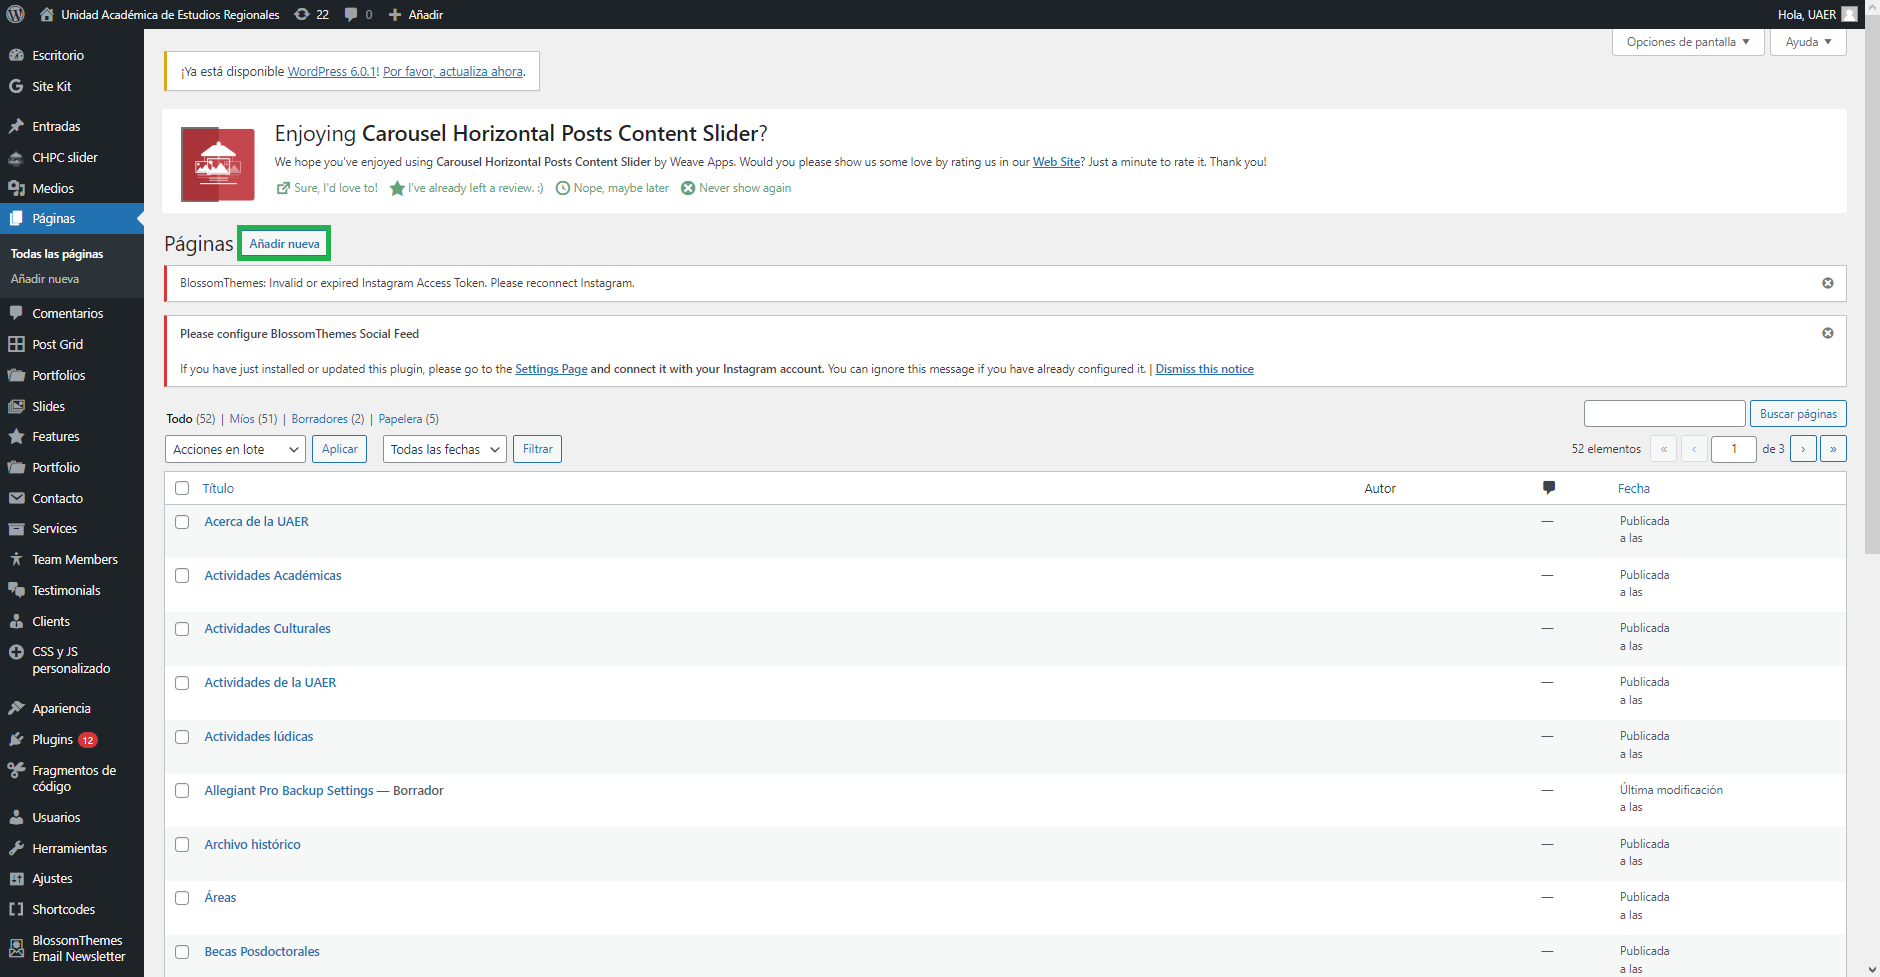 Unidad Académica de Estudios Regionales 22 0 Añadir Hola, UAER
Escritorio
Site Kit
Entradas
CHPC slider
Medios
Páginas
Todas las páginas
Añadir nueva
Comentarios
Post Grid
Portfolios
Slides
Features
Portfolio
Contacto
Services
Team Members
Testimonials
Clients
CSS y JS
personalizado
Apariencia
Plugins 12
Fragmentos de
código
Usuarios
Herramientas
Ajustes
Shortcodes
BlossomThemes
Email Newsletter
Opciones de pantalla ▼ Ayuda ▼
¡Ya está disponible WordPress 6.0.1! Por favor, actualiza ahora.
Enjoying Carousel Horizontal Posts Content Slider?
We hope you've enjoyed using Carousel Horizontal Posts Content Slider by Weave Apps. Would you please show us some love by rating us in our Web Site? Just a minute to rate it. Thank you!
Sure, I'd love to! I've already left a review. :) Nope, maybe later Never show again
Páginas Añadir nueva
BlossomThemes: Invalid or expired Instagram Access Token. Please reconnect Instagram.
Please configure BlossomThemes Social Feed
If you have just installed or updated this plugin, please go to the Settings Page and connect it with your Instagram account. You can ignore this message if you have already configured it. | Dismiss this notice
Todo (52) | Míos (51) | Borradores (2) | Papelera (5) Buscar páginas
Acciones en lote Aplicar Todas las fechas Filtrar 52 elementos « ‹ 1 de 3 › »
Título Autor Fecha
Acerca de la UAER — Publicada
a las
Actividades Académicas — Publicada
a las
Actividades Culturales — Publicada
a las
Actividades de la UAER — Publicada
a las
Actividades lúdicas — Publicada
a las
Allegiant Pro Backup Settings — Borrador — Última modificación
a las
Archivo histórico — Publicada
a las
Áreas — Publicada
a las
Becas Posdoctorales — Publicada
a las